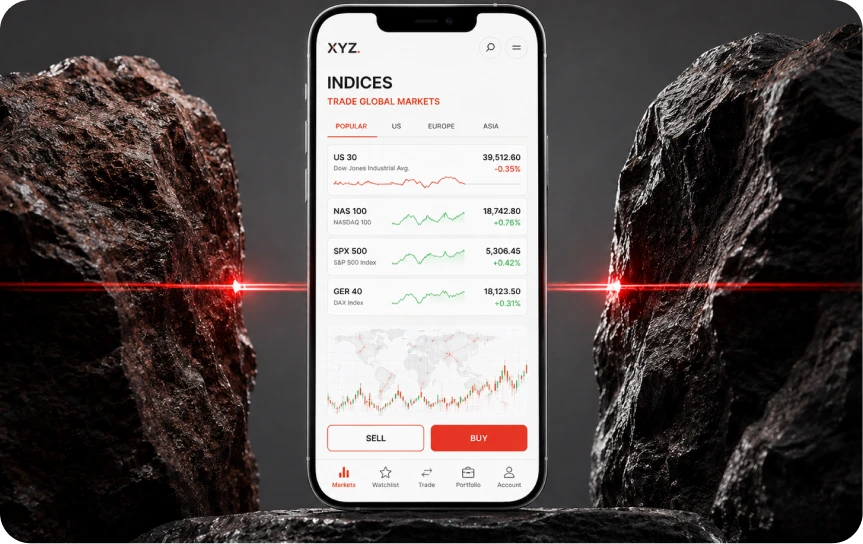 XYZ.
INDICES
TRADE GLOBAL MARKETS
POPULAR US EUROPE ASIA
US 30 39,512.60
Dow Jones Industrial Avg. -0.35%
NAS 100 18,742.80
NASDAQ 100 +0.76%
SPX 500 5,306.45
S&P 500 Index +0.42%
GER 40 18,123.50
DAX Index +0.31%
SELL BUY
Markets Watchlist Trade Portfolio Account